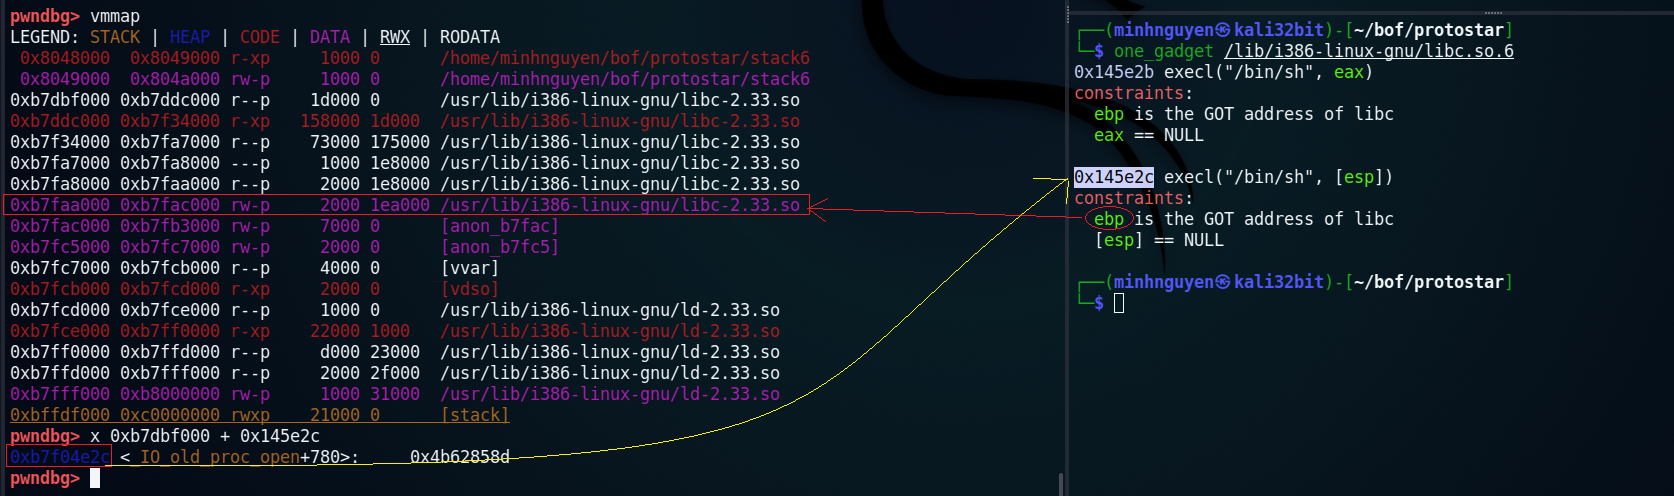 pwndbg> vmmap
LEGEND: STACK | HEAP | CODE | DATA | RWX | RODATA
0x8048000  0x8049000 r-xp     1000 0      /home/minhnguyen/bof/protostar/stack6
0x8049000  0x804a000 rw-p     1000 0      /home/minhnguyen/bof/protostar/stack6
0xb7dbf000 0xb7ddc000 r--p    1d000 0      /usr/lib/i386-linux-gnu/libc-2.33.so
0xb7ddc000 0xb7f34000 r-xp   158000 1d000  /usr/lib/i386-linux-gnu/libc-2.33.so
0xb7f34000 0xb7fa7000 r--p    73000 175000 /usr/lib/i386-linux-gnu/libc-2.33.so
0xb7fa7000 0xb7fa8000 ---p     1000 1e8000 /usr/lib/i386-linux-gnu/libc-2.33.so
0xb7fa8000 0xb7faa000 r--p     2000 1e8000 /usr/lib/i386-linux-gnu/libc-2.33.so
0xb7faa000 0xb7fac000 rw-p     2000 1ea000 /usr/lib/i386-linux-gnu/libc-2.33.so
0xb7fac000 0xb7fb3000 rw-p     7000 0      [anon_b7fac]
0xb7fc5000 0xb7fc7000 rw-p     2000 0      [anon_b7fc5]
0xb7fc7000 0xb7fcb000 r--p     4000 0      [vvar]
0xb7fcb000 0xb7fcd000 r-xp     2000 0      [vdso]
0xb7fcd000 0xb7fce000 r--p     1000 0      /usr/lib/i386-linux-gnu/ld-2.33.so
0xb7fce000 0xb7ff0000 r-xp    22000 1000   /usr/lib/i386-linux-gnu/ld-2.33.so
0xb7ff0000 0xb7ffd000 r--p     d000 23000  /usr/lib/i386-linux-gnu/ld-2.33.so
0xb7ffd000 0xb7fff000 r--p     2000 2f000  /usr/lib/i386-linux-gnu/ld-2.33.so
0xb7fff000 0xb8000000 rw-p     1000 31000  /usr/lib/i386-linux-gnu/ld-2.33.so
0xbffdf000 0xc0000000 rwxp    21000 0      [stack]
pwndbg> x 0xb7dbf000 + 0x145e2c
0xb7f04e2c <_IO_old_proc_open+780>:     0x4b62858d
pwndbg>
┌──(minhnguyen㉿kali32bit)-[~/bof/protostar]
└─$ one_gadget /lib/i386-linux-gnu/libc.so.6
0x145e2b execl("/bin/sh", eax)
constraints:
ebp is the GOT address of libc
eax == NULL
0x145e2c execl("/bin/sh", [esp])
constraints:
ebp is the GOT address of libc
[esp] == NULL
┌──(minhnguyen㉿kali32bit)-[~/bof/protostar]
└─$